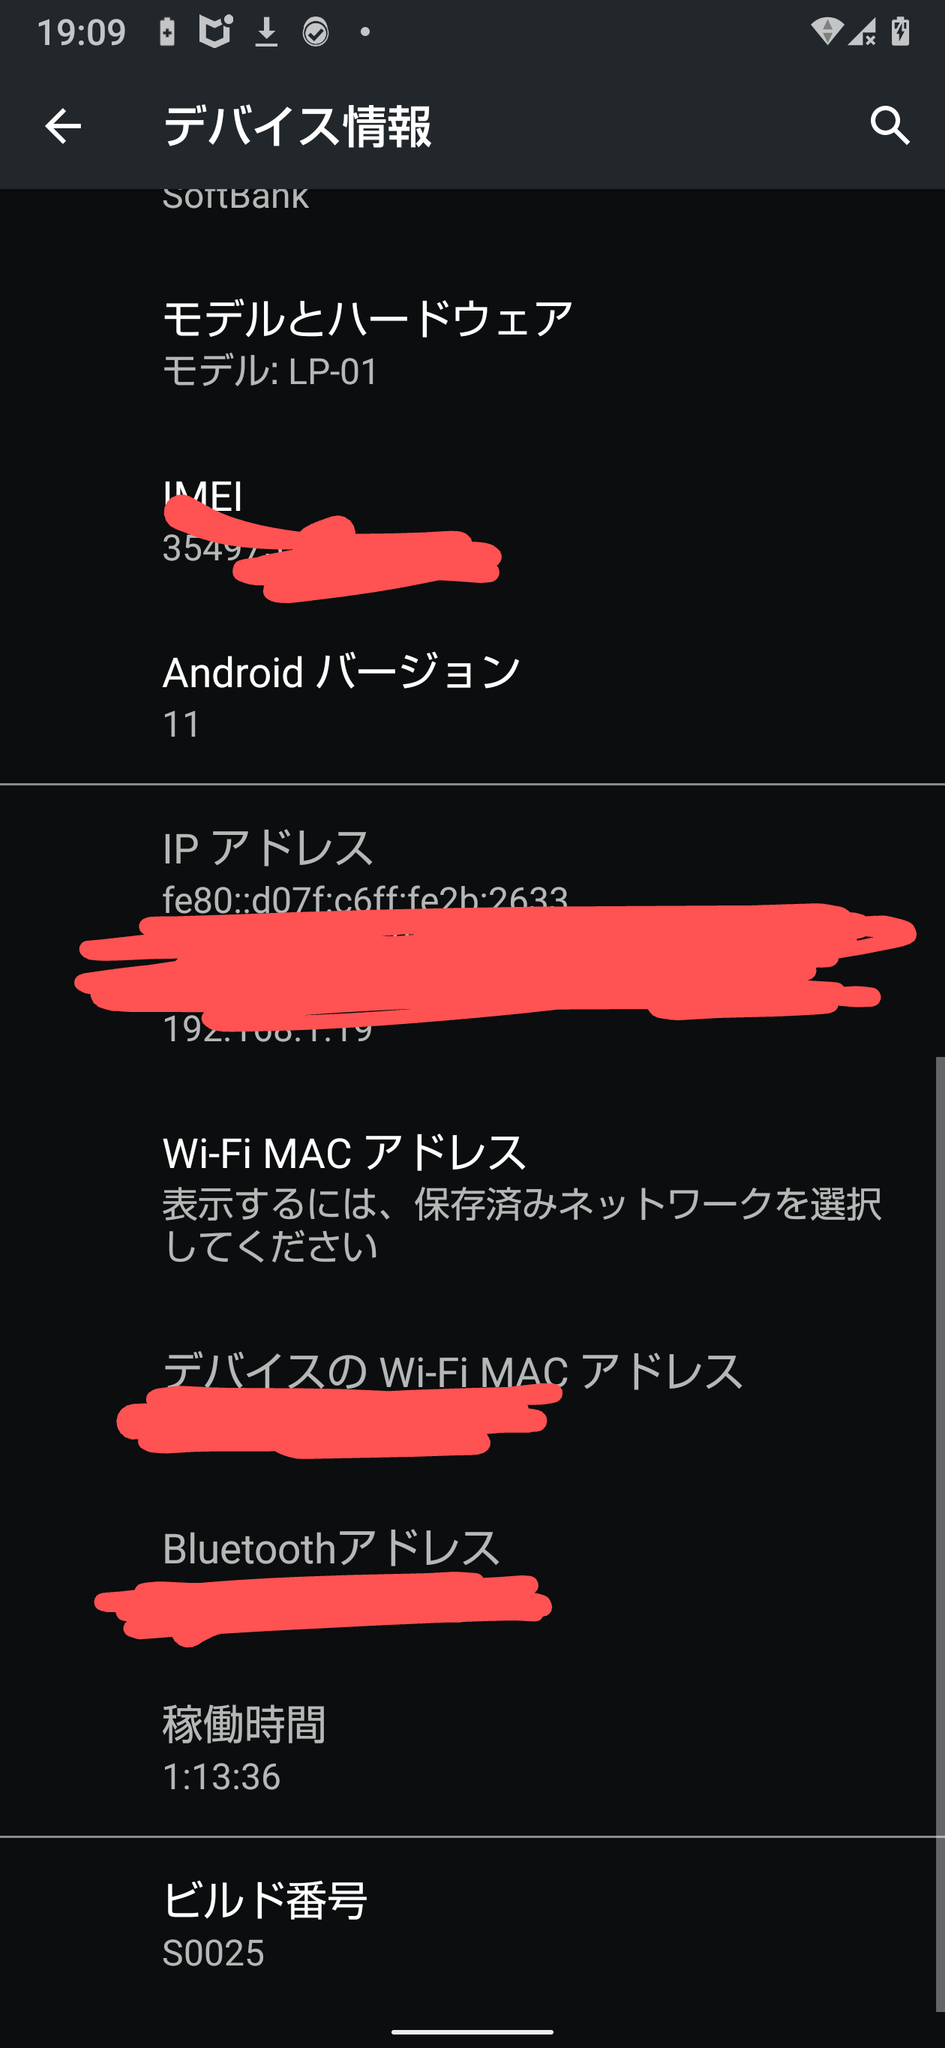 19:09
デバイス情報
SoftBank
モデルとハードウェア
モデル: LP-01
IMEI
Android バージョン
11
IP アドレス
fe80::d07f:c6ff:fe2b:2633
192.168.1.19
Wi-Fi MAC アドレス
表示するには、保存済みネットワークを選択
してください
デバイスの Wi-Fi MAC アドレス
Bluetoothアドレス
稼働時間
1:13:36
ビルド番号
S0025